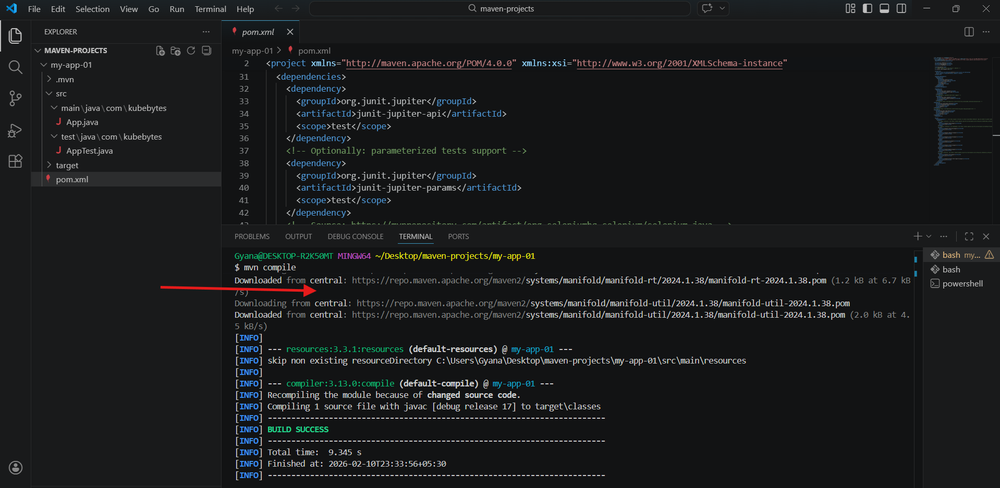 File Edit Selection View Go Run Terminal Help
maven-projects
EXPLORER
MAVEN-PROJECTS
my-app-01
.mvn
src
main\java\com\kubebytes
App.java
test\java\com\kubebytes
AppTest.java
target
pom.xml
pom.xml
my-app-01 > pom.xml
2 <project xmlns="http://maven.apache.org/POM/4.0.0" xmlns:xsi="http://www.w3.org/2001/XMLSchema-instance"
31 <dependencies>
32 <dependency>
33 <groupId>org.junit.jupiter</groupId>
34 <artifactId>junit-jupiter-api</artifactId>
35 <scope>test</scope>
36 </dependency>
37 <!-- Optionally: parameterized tests support -->
38 <dependency>
39 <groupId>org.junit.jupiter</groupId>
40 <artifactId>junit-jupiter-params</artifactId>
41 <scope>test</scope>
42 </dependency>
PROBLEMS OUTPUT DEBUG CONSOLE TERMINAL PORTS
Gyana@DESKTOP-R2K50MT MINGW64 ~/Desktop/maven-projects/my-app-01
$ mvn compile
Downloaded from central: https://repo.maven.apache.org/maven2/systems/manifold/manifold-rt/2024.1.38/manifold-rt-2024.1.38.pom (1.2 kB at 6.7 kB
/s)
Downloading from central: https://repo.maven.apache.org/maven2/systems/manifold/manifold-util/2024.1.38/manifold-util-2024.1.38.pom
Downloaded from central: https://repo.maven.apache.org/maven2/systems/manifold/manifold-util/2024.1.38/manifold-util-2024.1.38.pom (2.0 kB at 4.
5 kB/s)
[INFO]
[INFO] --- resources:3.3.1:resources (default-resources) @ my-app-01 ---
[INFO] skip non existing resourceDirectory C:\Users\Gyana\Desktop\maven-projects\my-app-01\src\main\resources
[INFO]
[INFO] --- compiler:3.13.0:compile (default-compile) @ my-app-01 ---
[INFO] Recompiling the module because of changed source code.
[INFO] Compiling 1 source file with javac [debug release 17] to target\classes
[INFO] ------------------------------------------------------------------------
[INFO] BUILD SUCCESS
[INFO] ------------------------------------------------------------------------
[INFO] Total time:  9.345 s
[INFO] Finished at: 2026-02-10T23:33:56+05:30
[INFO] ------------------------------------------------------------------------
bash my...
bash
powershell